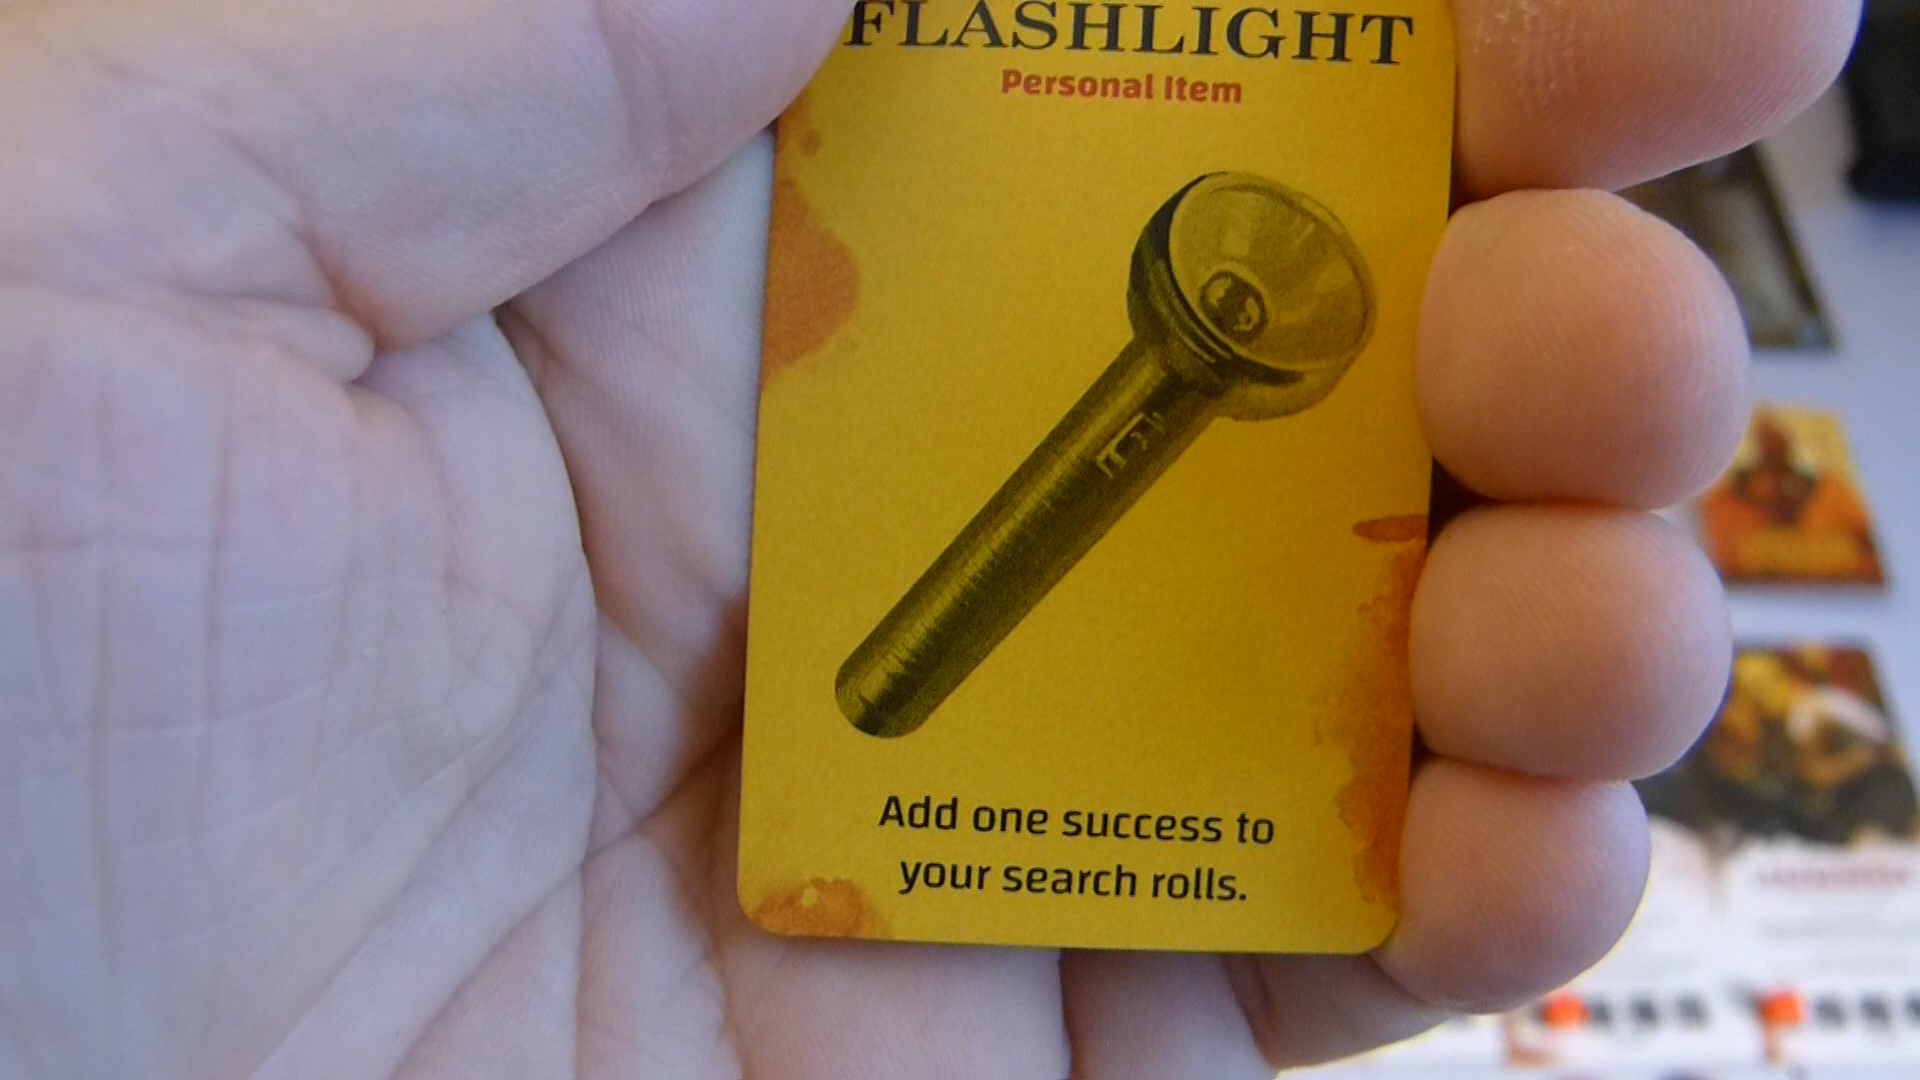 FLASHLIGHT
Personal Item
Add one success to
your search rolls.